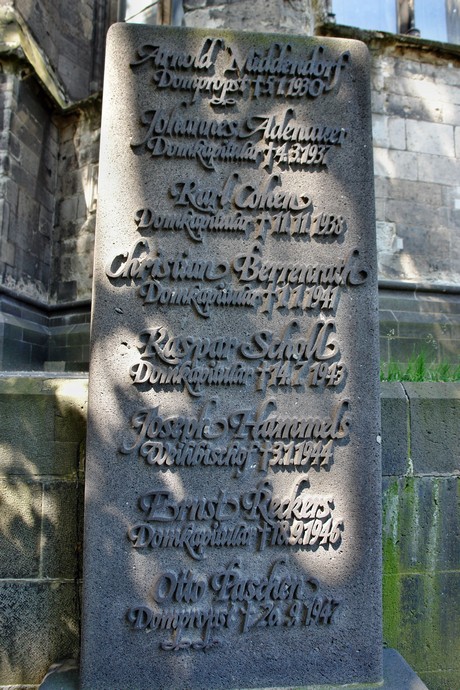 Arnold Middendorf
Dompropst † 5.1.1930
Johannes Adenauer
Domkapitular † 4.3.1937
Karl Cohen
Domkapitular † 11.11.1938
Christian Berrenrath
Domkapitular † 1.1.1941
Kaspar Scholl
Domkapitular † 14.7.1943
Joseph Hammels
Weihbischof † 3.1.1944
Ernst Reckers
Domkapitular † 18.9.1946
Otto Paschen
Dompropst † 26.9.1947